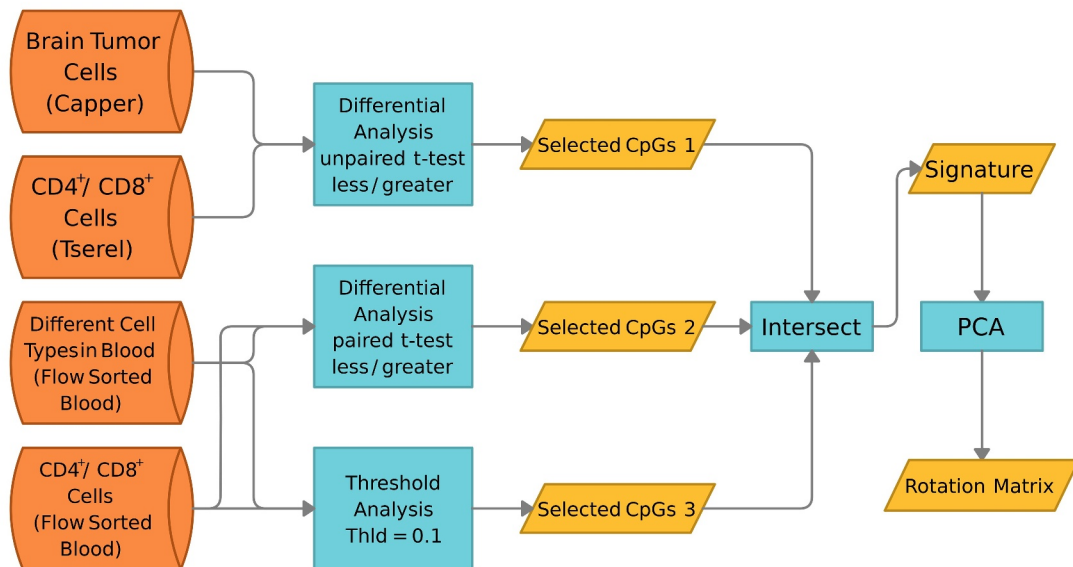 Brain Tumor
Cells
(Capper)
CD4⁺/ CD8⁺
Cells
(Tserel)
Different Cell
Types in Blood
(Flow Sorted
Blood)
CD4⁺/ CD8⁺
Cells
(Flow Sorted
Blood)
Differential
Analysis
unpaired t-test
less/greater
Differential
Analysis
paired t-test
less/greater
Threshold
Analysis
Thld = 0.1
Selected CpGs 1
Selected CpGs 2
Selected CpGs 3
Intersect
Signature
PCA
Rotation Matrix